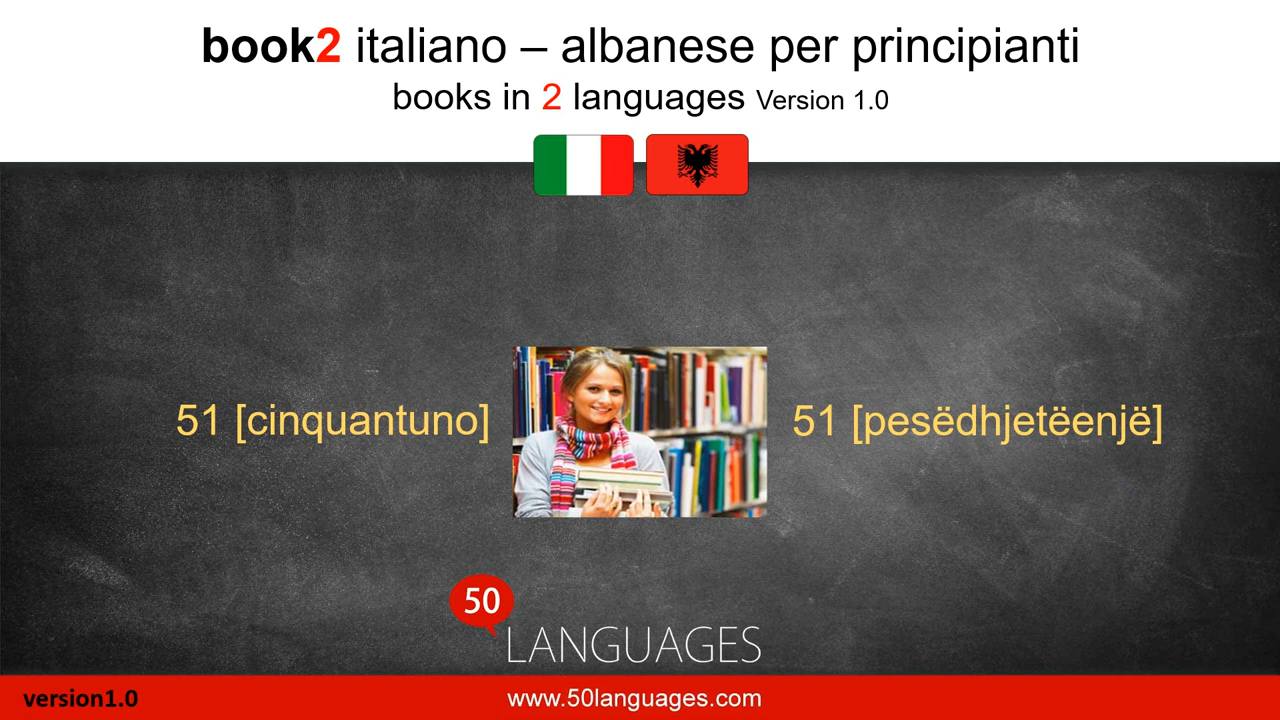 book2 italiano – albanese per principianti
books in 2 languages Version 1.0
51 [cinquantuno]
51 [pesëdhjetëenjë]
50
LANGUAGES
version1.0
www.50languages.com